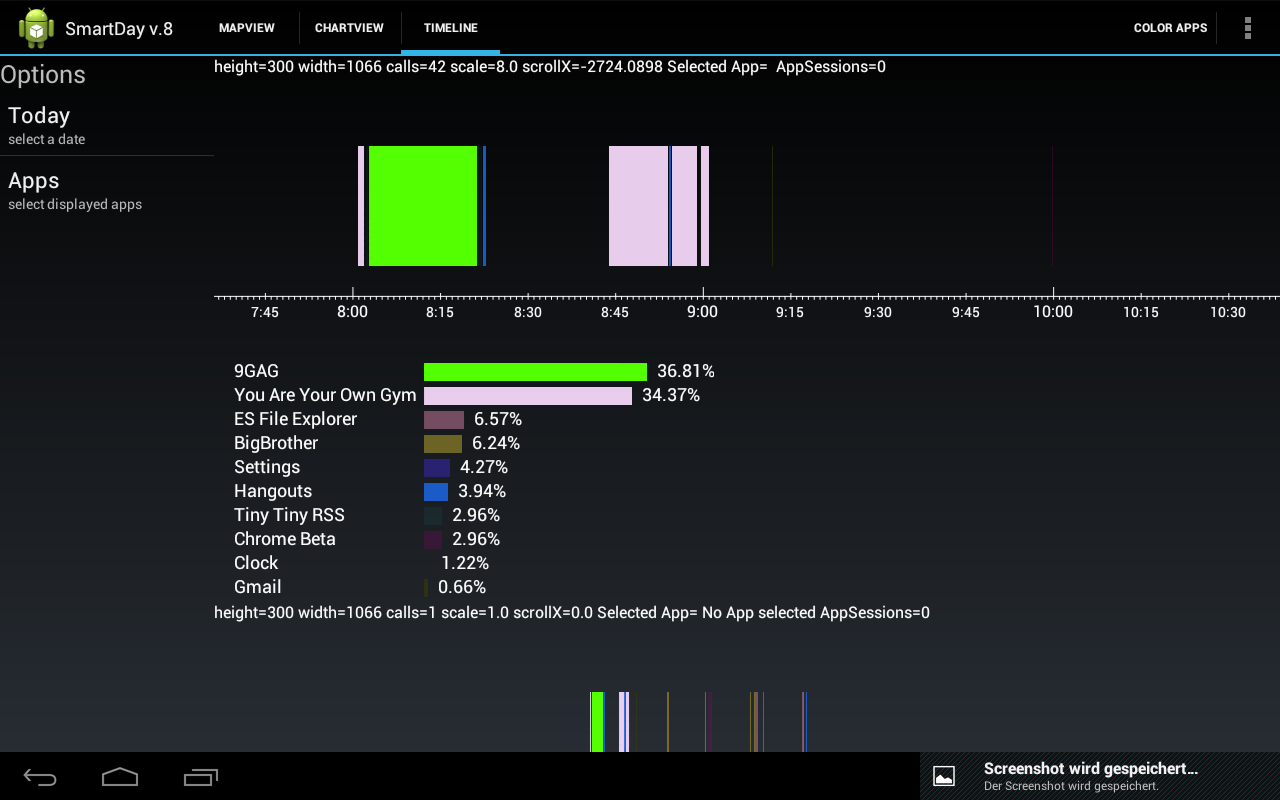 SmartDay v.8 MAPVIEW CHARTVIEW TIMELINE COLOR APPS
Options
Today
select a date
Apps
select displayed apps
height=300 width=1066 calls=42 scale=8.0 scrollX=-2724.0898 Selected App=  AppSessions=0
7:45 8:00 8:15 8:30 8:45 9:00 9:15 9:30 9:45 10:00 10:15 10:30
9GAG 36.81%
You Are Your Own Gym 34.37%
ES File Explorer 6.57%
BigBrother 6.24%
Settings 4.27%
Hangouts 3.94%
Tiny Tiny RSS 2.96%
Chrome Beta 2.96%
Clock 1.22%
Gmail 0.66%
height=300 width=1066 calls=1 scale=1.0 scrollX=0.0 Selected App= No App selected AppSessions=0
Screenshot wird gespeichert...
Der Screenshot wird gespeichert.